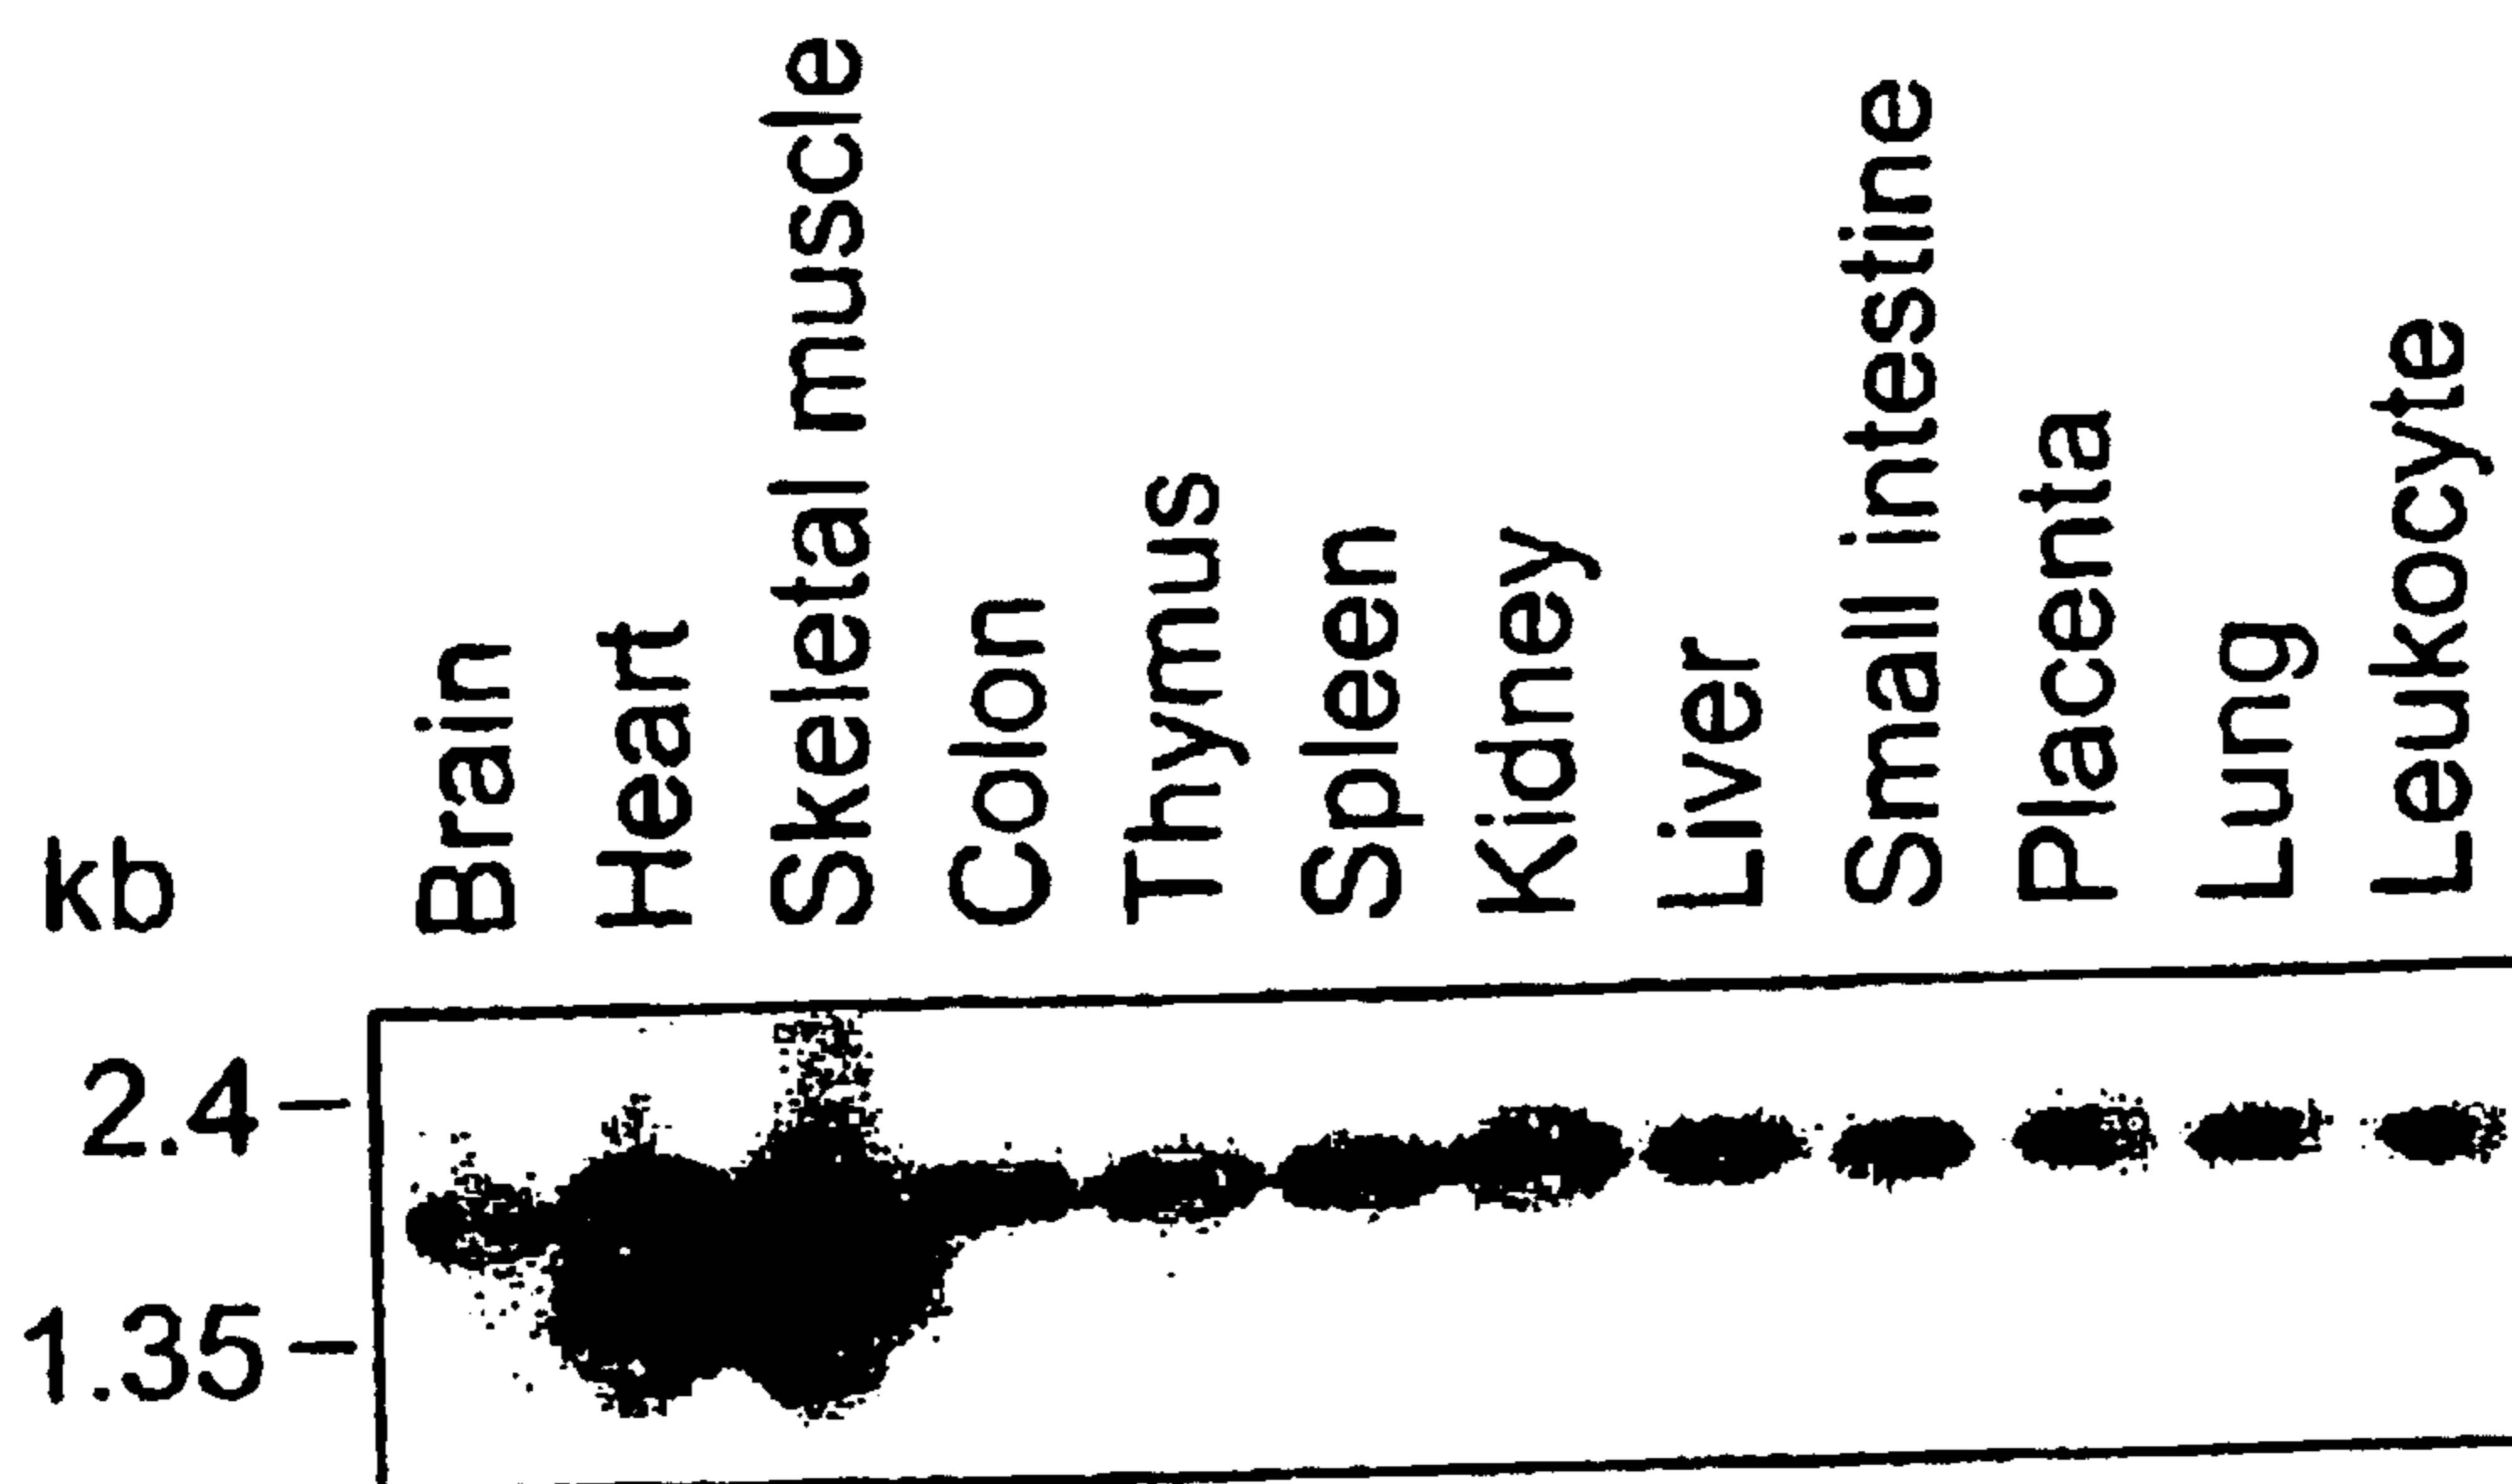 kb
Brain
Heart
Skeletal muscle
Colon
Thymus
Spleen
Kidney
Liver
Small intestine
Placenta
Lung
Leukocyte
2.4
1.35